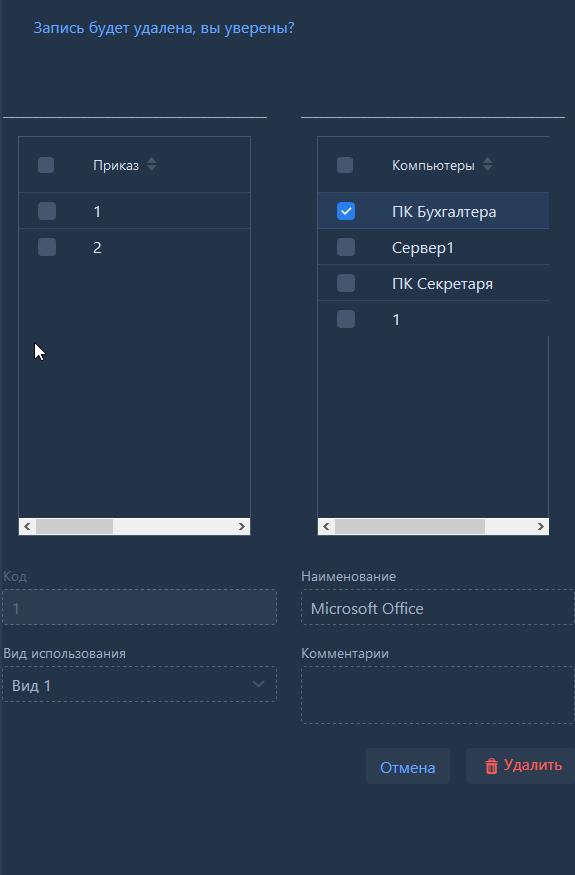 Запись будет удалена, вы уверены?
Приказ
1
2
Компьютеры
ПК Бухгалтера
Сервер1
ПК Секретаря
1
Код
1
Наименование
Microsoft Office
Вид использования
Вид 1
Комментарии
Отмена
Удалить